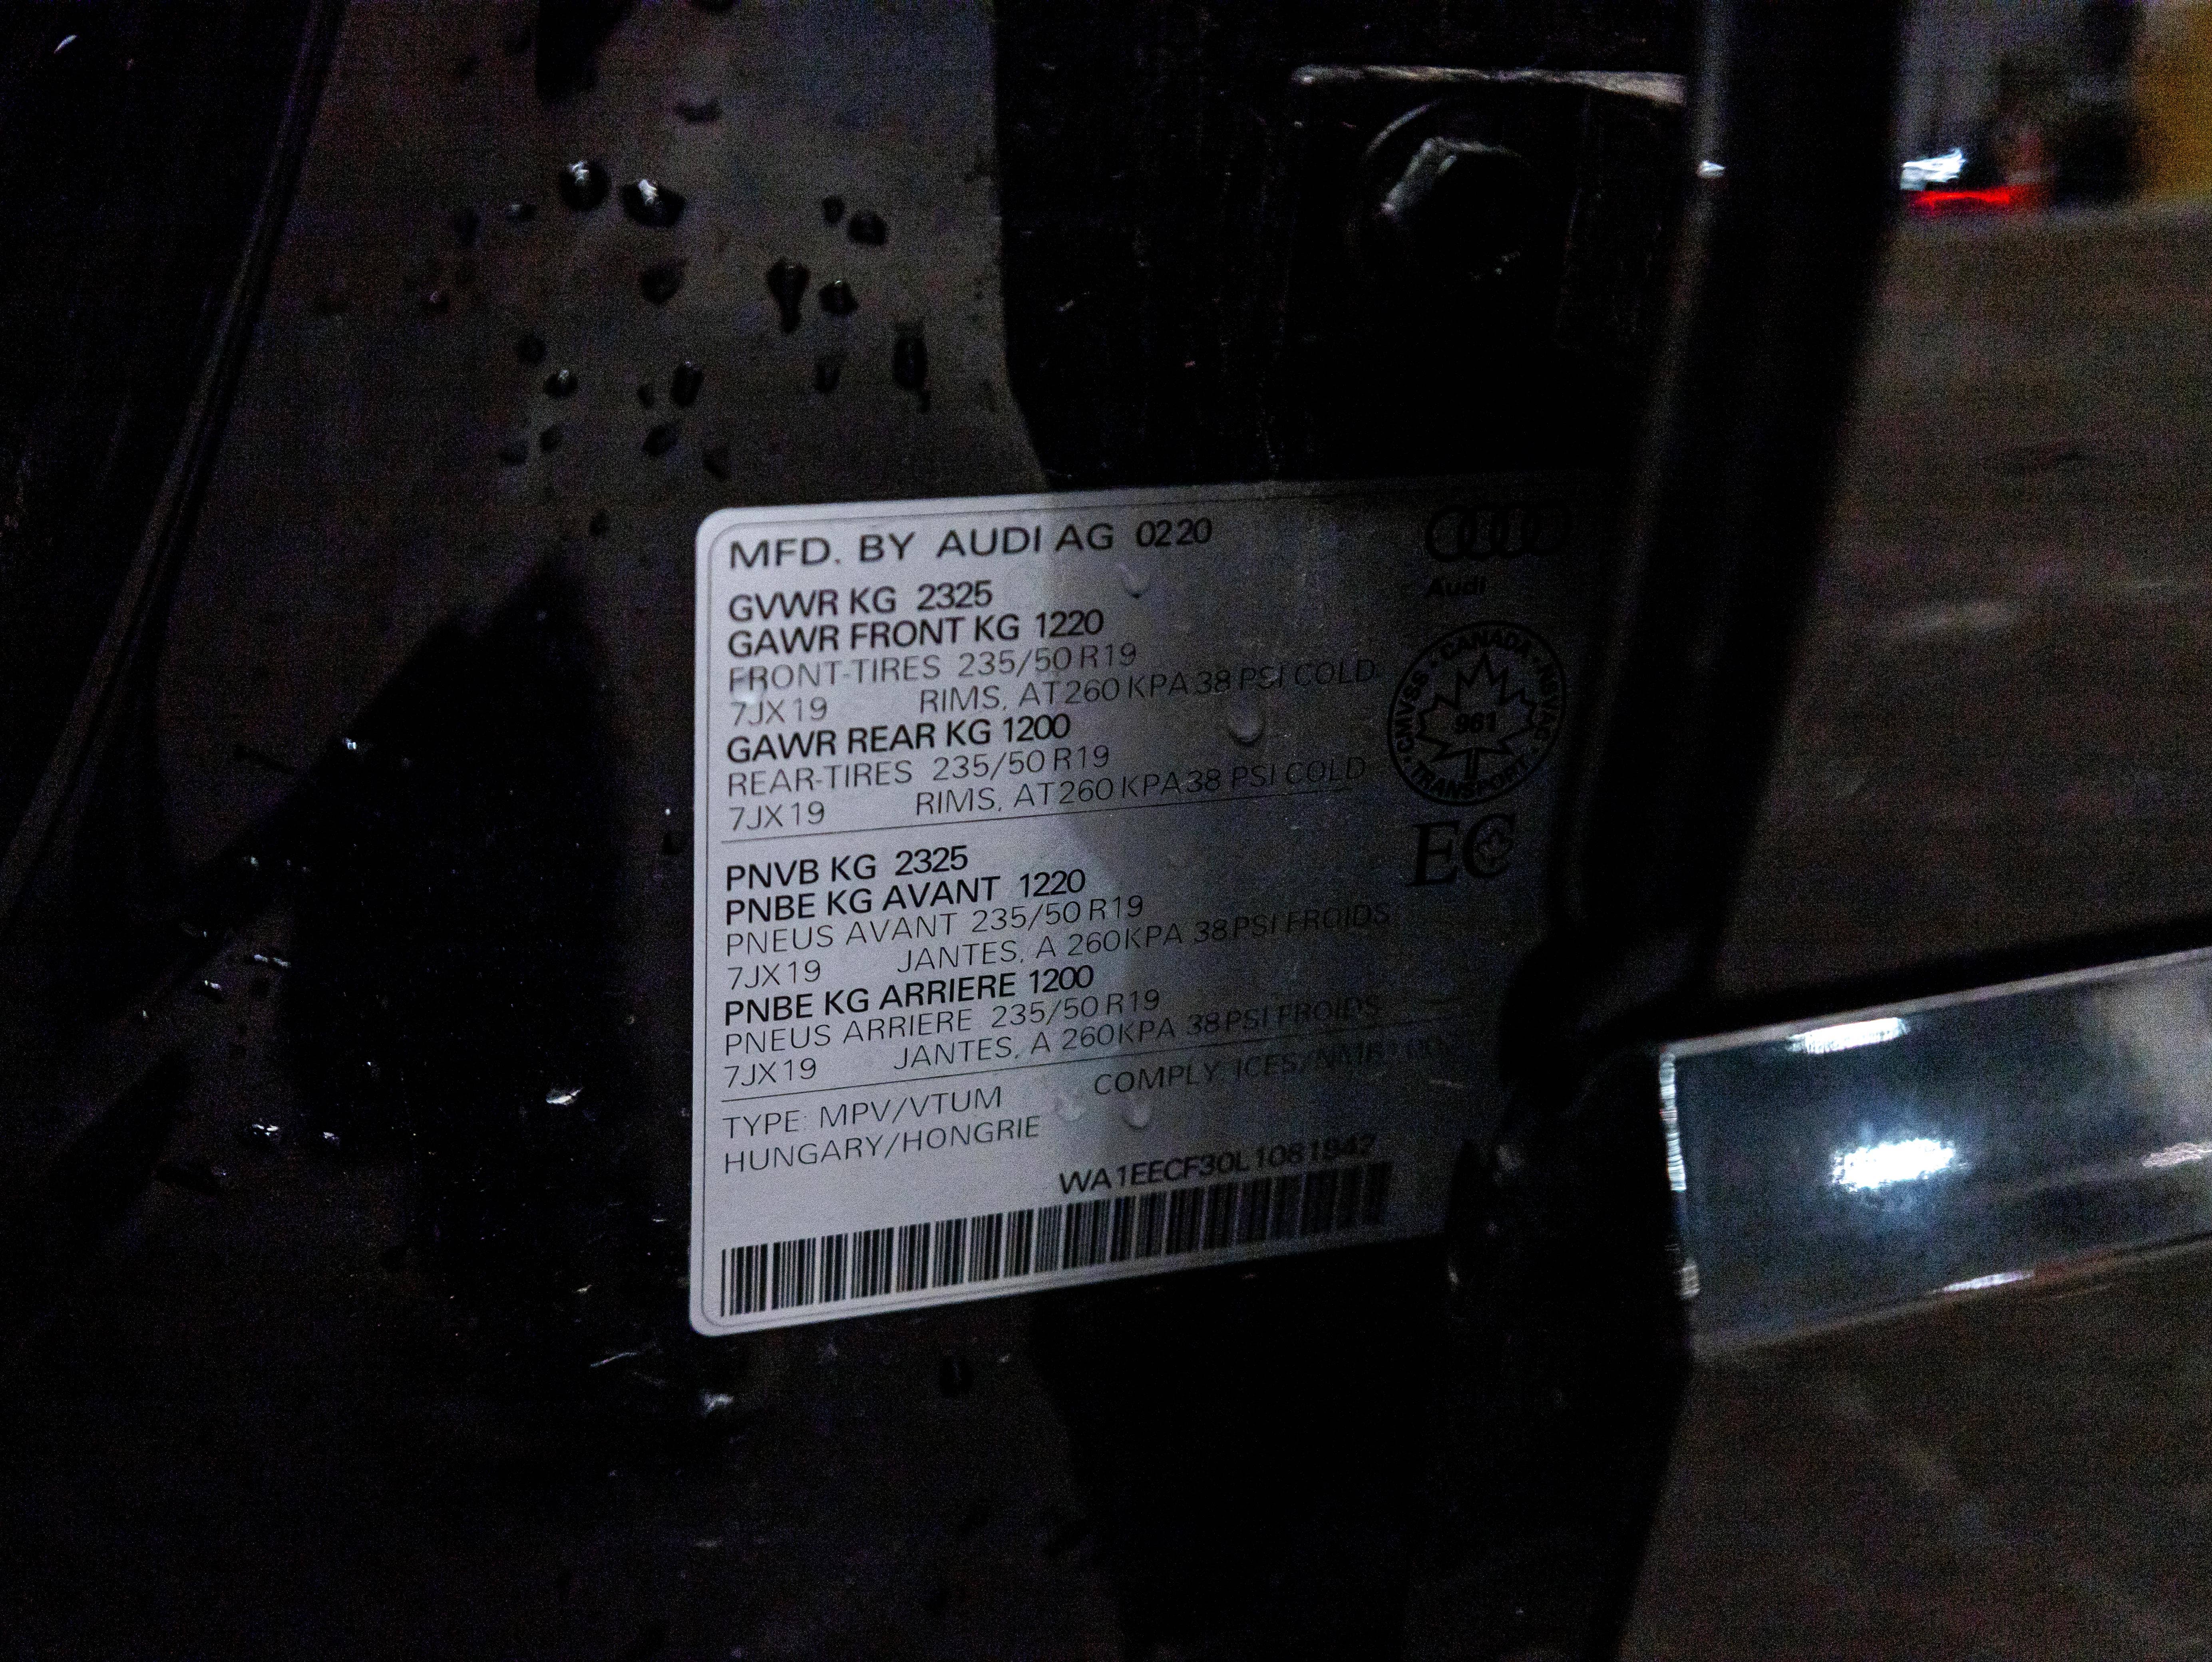 MFD. BY AUDI AG 0220
GVWR KG 2325
GAWR FRONT KG 1220
FRONT-TIRES 235/50 R19
7JX19 RIMS, AT 260 KPA 38 PSI COLD
GAWR REAR KG 1200
REAR-TIRES 235/50 R19
7JX19 RIMS, AT 260 KPA 38 PSI COLD
PNVB KG 2325
PNBE KG AVANT 1220
PNEUS AVANT 235/50 R19
7JX19 JANTES, A 260KPA 38PSI FROIDS
PNBE KG ARRIERE 1200
PNEUS ARRIERE 235/50 R19
7JX19 JANTES, A 260KPA 38PSI FROIDS
TYPE: MPV/VTUM COMPLY
HUNGARY/HONGRIE
WA1EECF30L1081942
Audi
CANADA · NSVAC · TRANSPORT · CMVSS
961
EC